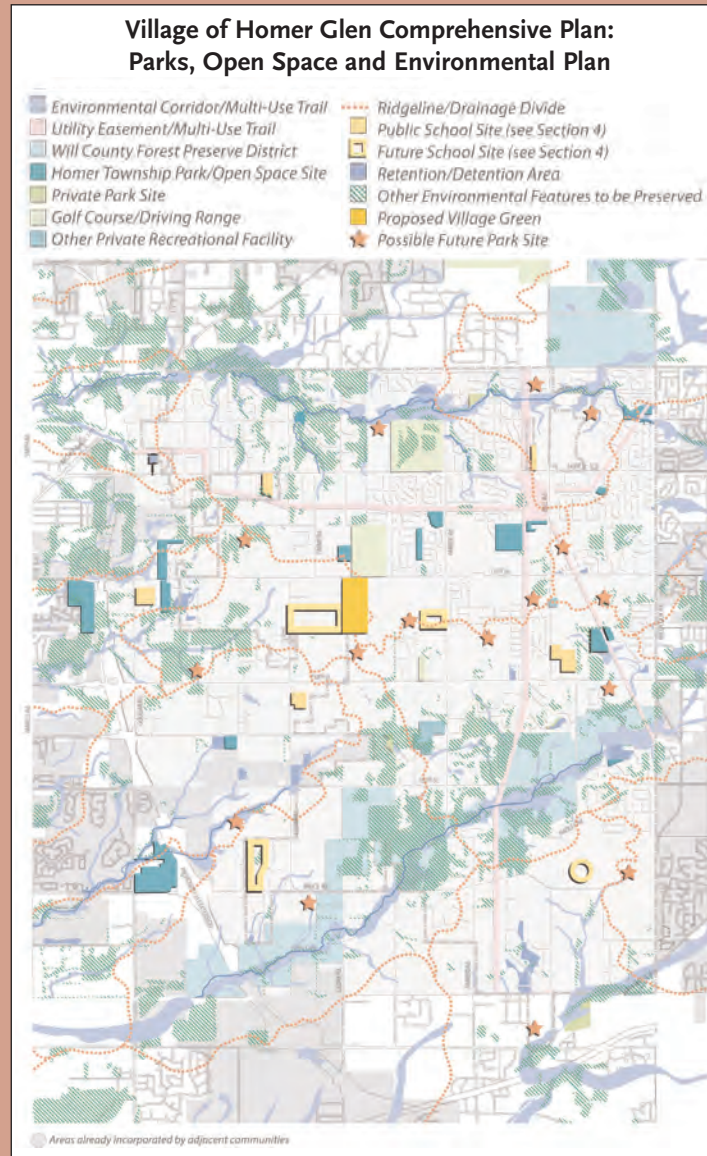 Village of Homer Glen Comprehensive Plan:
Parks, Open Space and Environmental Plan
Environmental Corridor/Multi-Use Trail
Utility Easement/Multi-Use Trail
Will County Forest Preserve District
Homer Township Park/Open Space Site
Private Park Site
Golf Course/Driving Range
Other Private Recreational Facility
Ridgeline/Drainage Divide
Public School Site (see Section 4)
Future School Site (see Section 4)
Retention/Detention Area
Other Environmental Features to be Preserved
Proposed Village Green
Possible Future Park Site
Areas already incorporated by adjacent communities